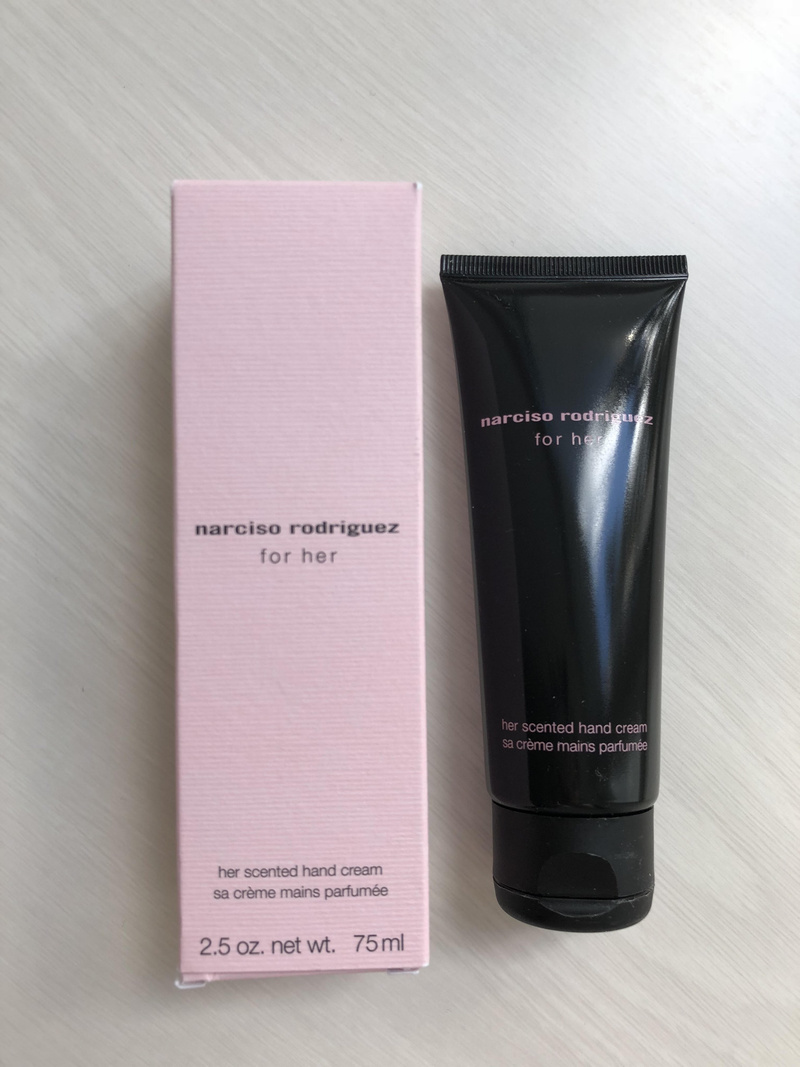 narciso rodriguez
for her
her scented hand cream
sa crème mains parfumée
2.5 oz. net wt. 75ml
narciso rodriguez
for her
her scented hand cream
sa crème mains parfumée